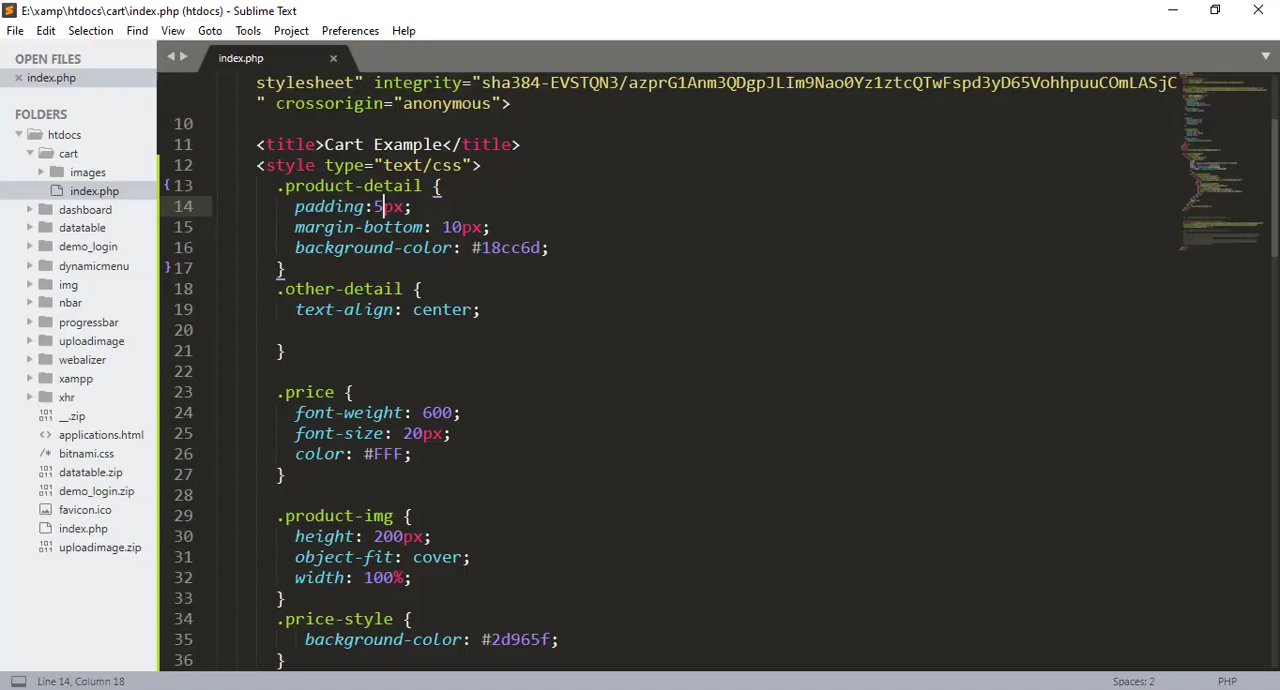 E:\xamp\htdocs\cart\index.php (htdocs) - Sublime Text
File Edit Selection Find View Goto Tools Project Preferences Help
OPEN FILES
index.php
FOLDERS
htdocs
cart
images
index.php
dashboard
datatable
demo_login
dynamicmenu
img
nbar
progressbar
uploadimage
webalizer
xampp
xhr
__.zip
applications.html
bitnami.css
datatable.zip
demo_login.zip
favicon.ico
index.php
uploadimage.zip
index.php
stylesheet" integrity="sha384-EVSTQN3/azprG1Anm3QDgpJLIm9Nao0Yz1ztcQTwFspd3yD65VohhpuuCOmLASjC
" crossorigin="anonymous">
10
11 <title>Cart Example</title>
12 <style type="text/css">
13 .product-detail {
14 padding:5px;
15 margin-bottom: 10px;
16 background-color: #18cc6d;
17 }
18 .other-detail {
19 text-align: center;
20
21 }
22
23 .price {
24 font-weight: 600;
25 font-size: 20px;
26 color: #FFF;
27 }
28
29 .product-img {
30 height: 200px;
31 object-fit: cover;
32 width: 100%;
33 }
34 .price-style {
35 background-color: #2d965f;
36 }
Line 14, Column 18
Spaces: 2
PHP